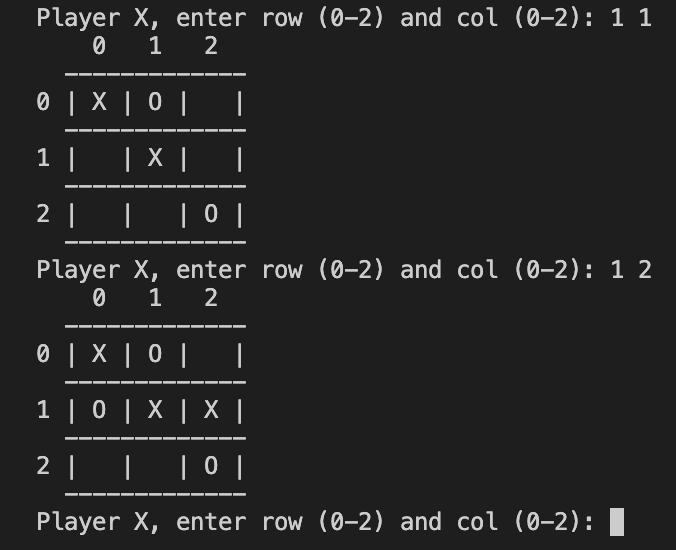 Player X, enter row (0-2) and col (0-2): 1 1
    0   1   2
  -------------
0 | X | O |   |
  -------------
1 |   | X |   |
  -------------
2 |   |   | O |
  -------------
Player X, enter row (0-2) and col (0-2): 1 2
    0   1   2
  -------------
0 | X | O |   |
  -------------
1 | O | X | X |
  -------------
2 |   |   | O |
  -------------
Player X, enter row (0-2) and col (0-2):